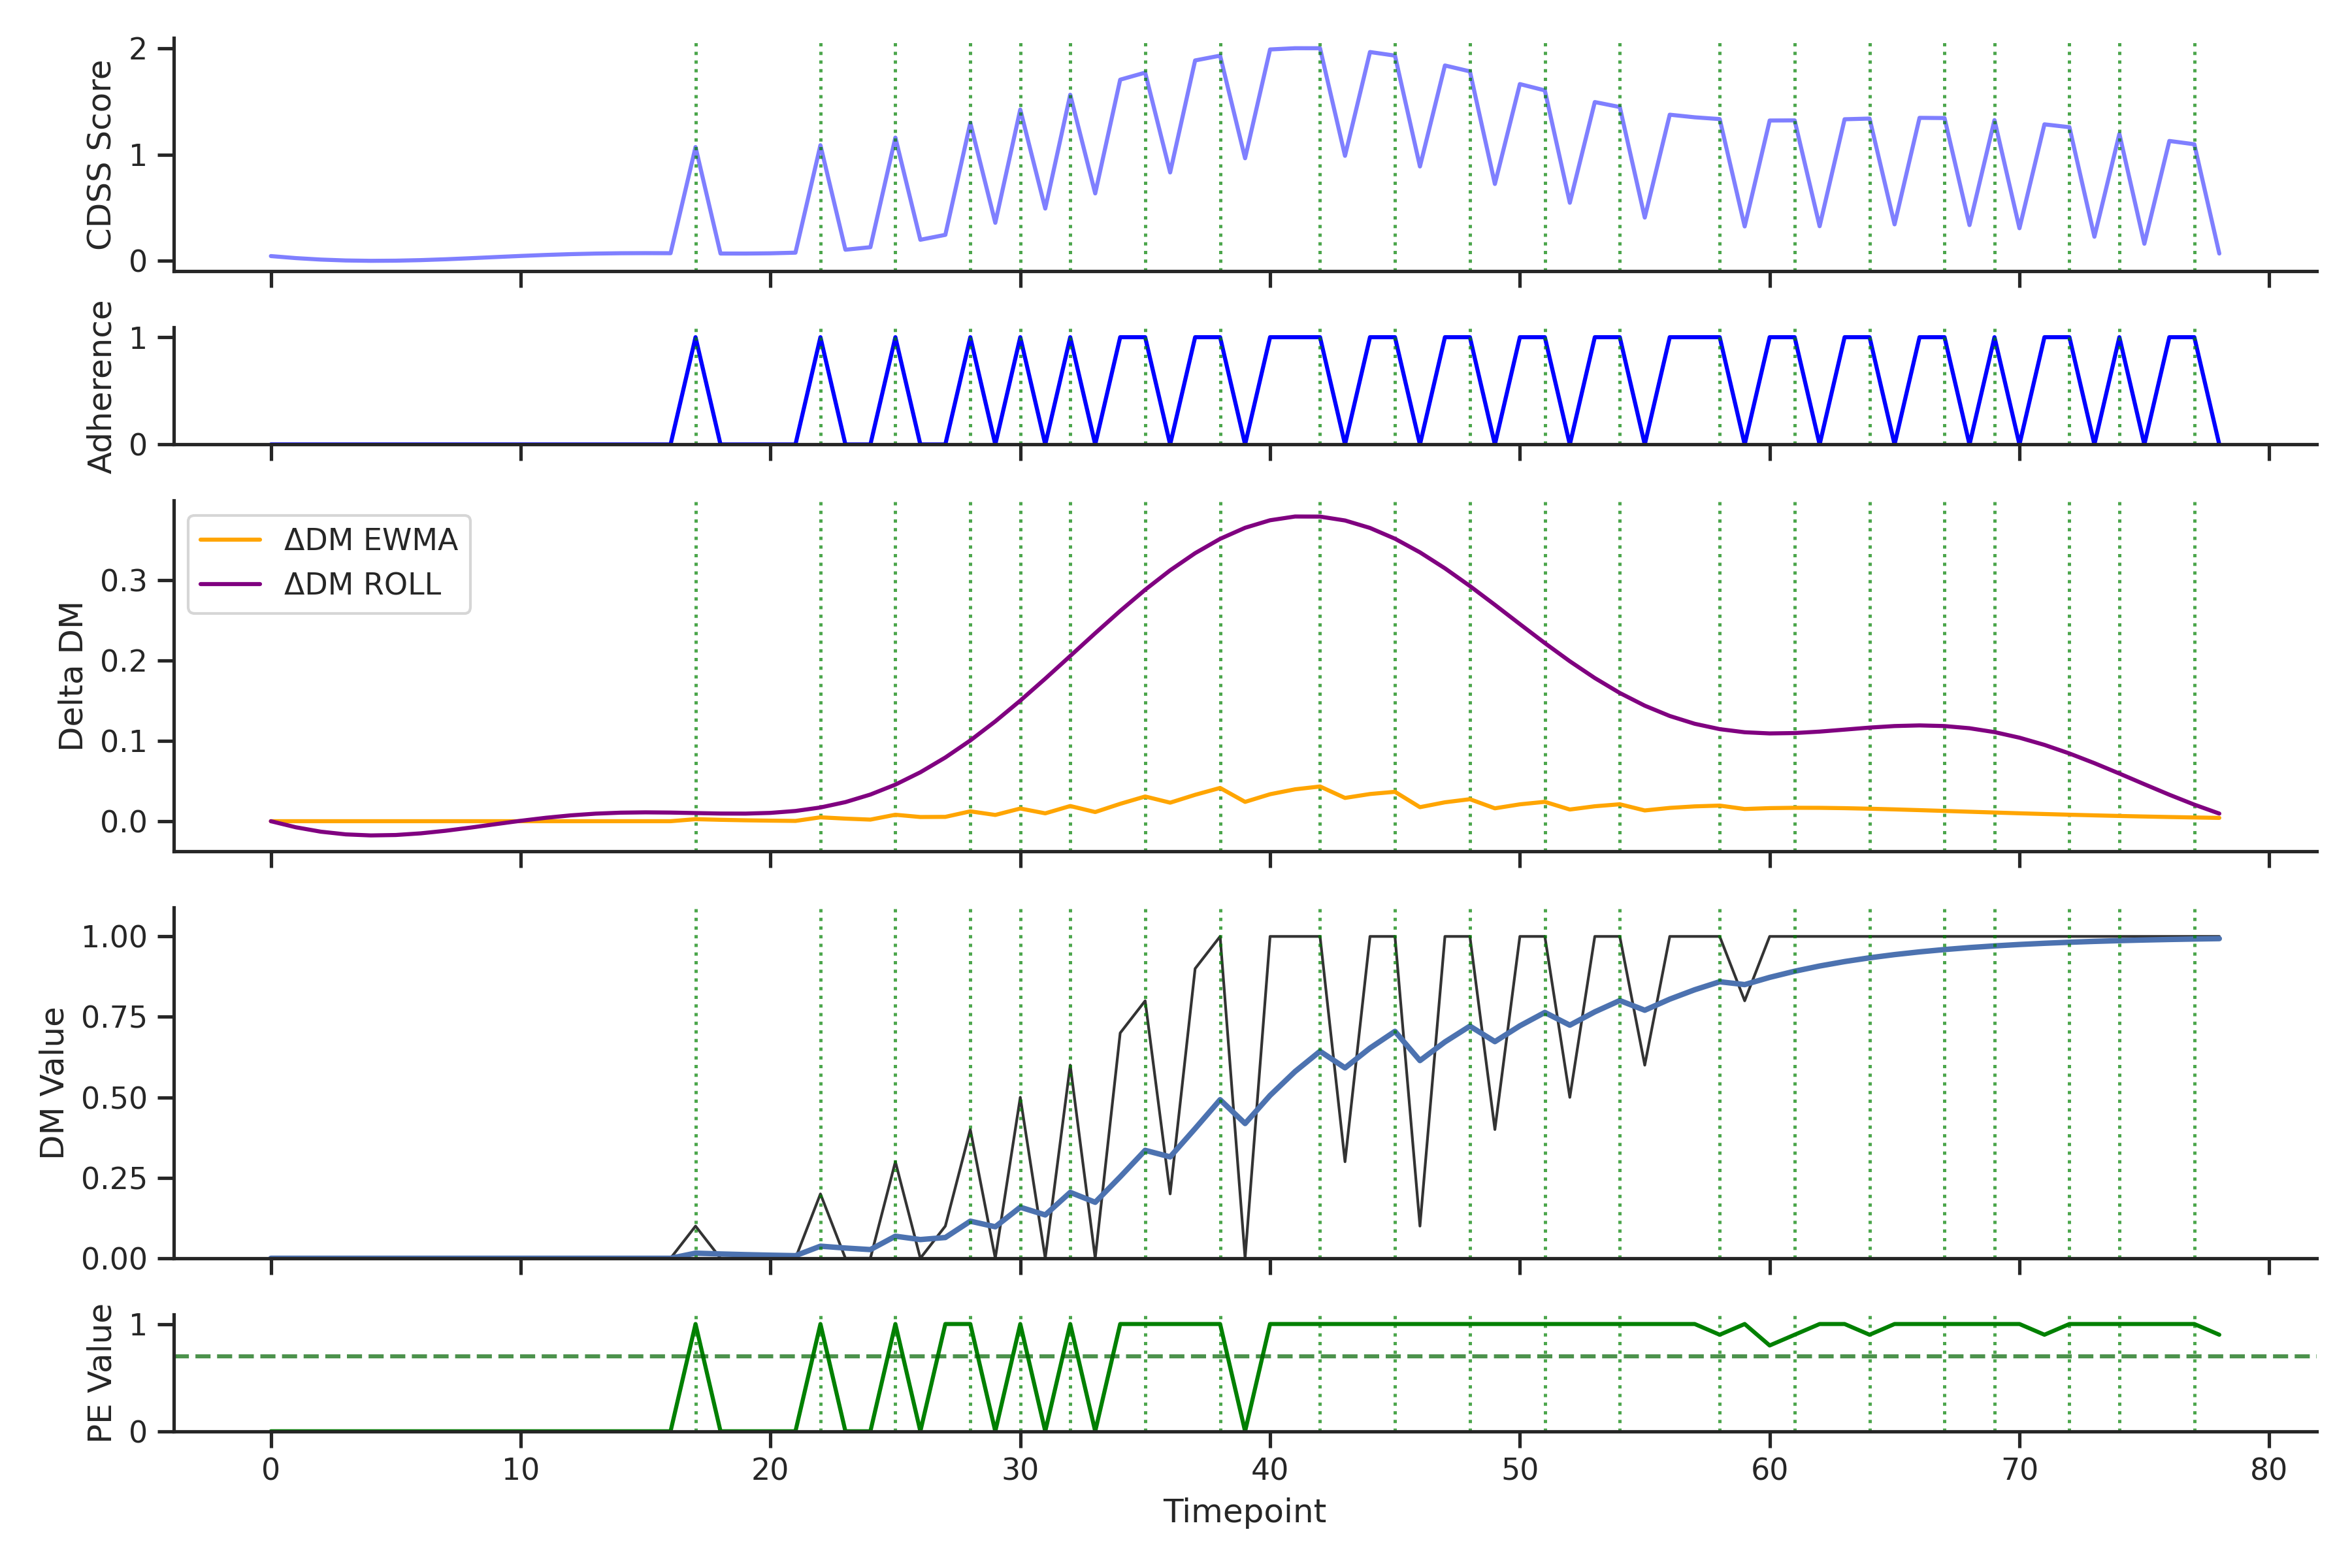 CDSS Score
2
1
0
Adherence
1
0
Delta DM
0.3
0.2
0.1
0.0
ΔDM EWMA
ΔDM ROLL
DM Value
1.00
0.75
0.50
0.25
0.00
PE Value
1
0
0 10 20 30 40 50 60 70 80
Timepoint